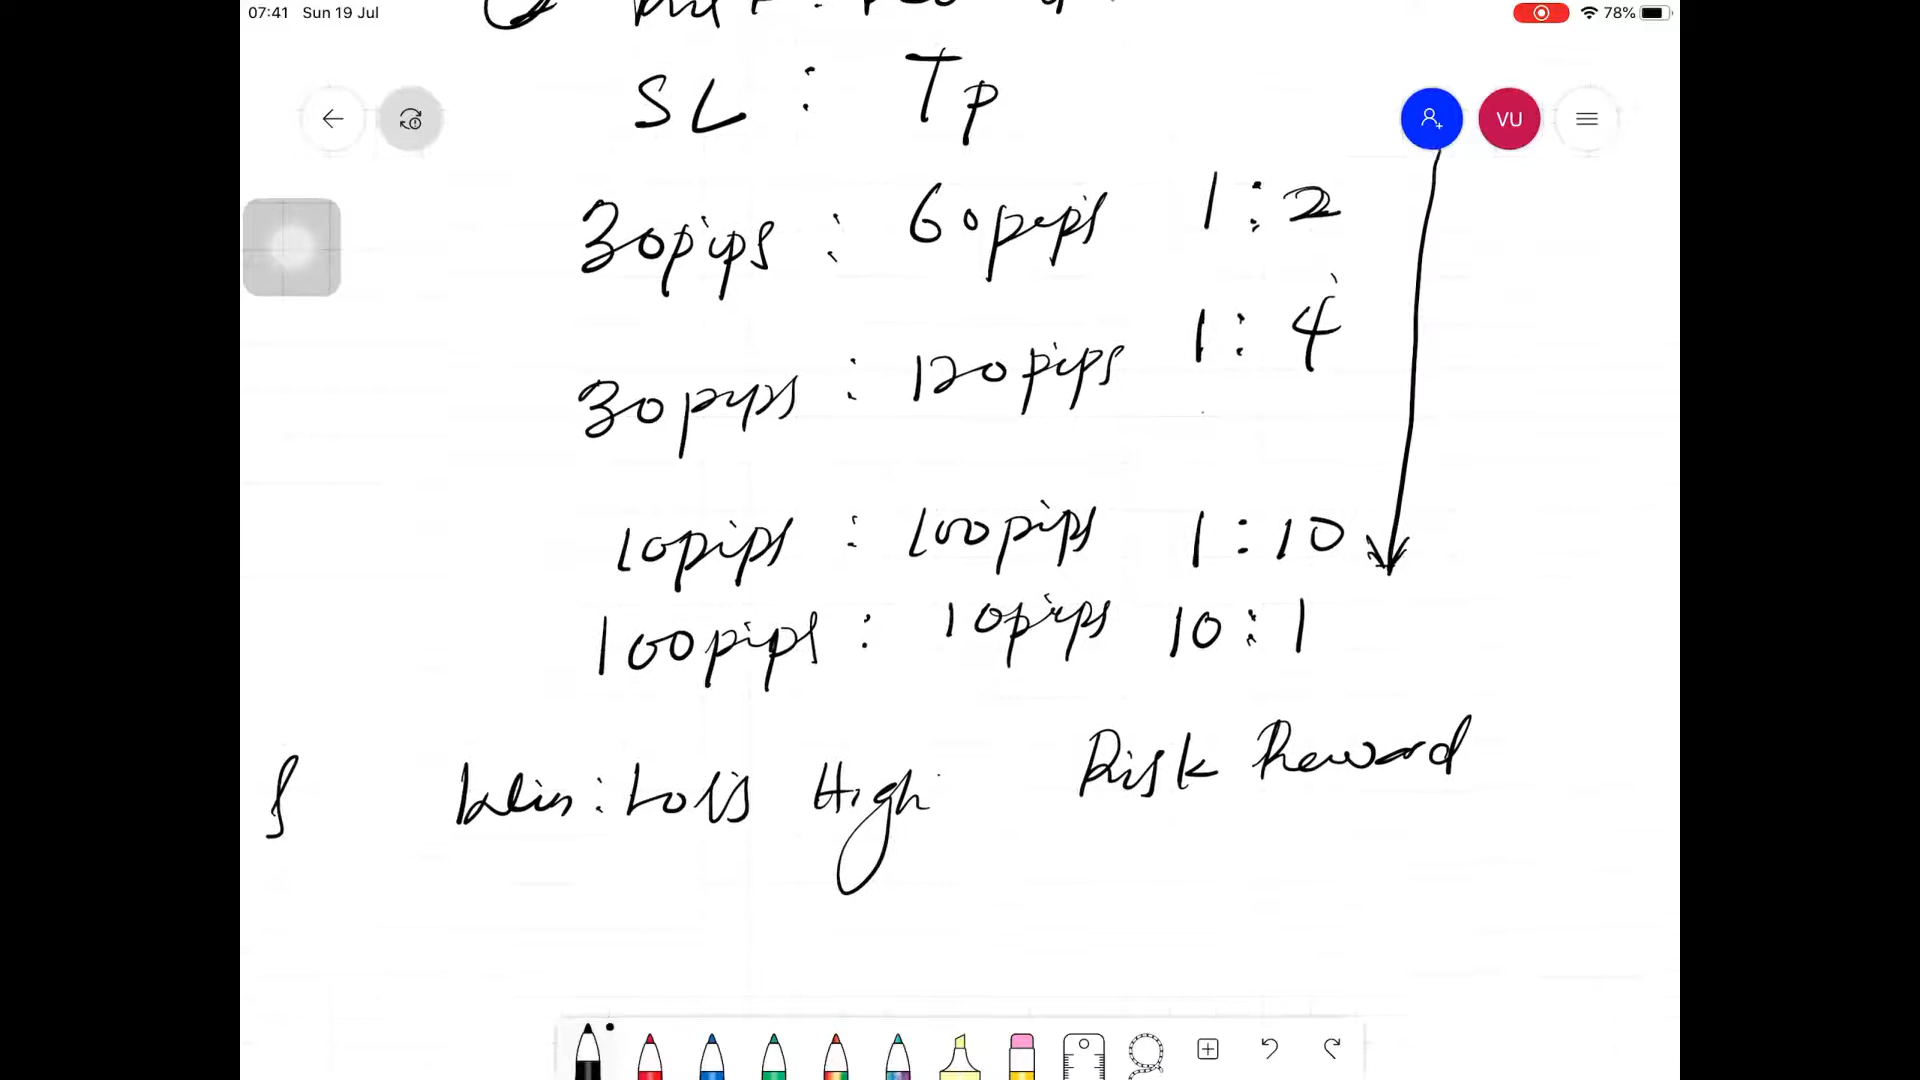 07:41 Sun 19 Jul 78%
SL : Tp
VU
30pips : 60pips 1:2
30pips : 120pips 1:4
10pips : 100pips 1:10
100pips : 10pips 10:1
Win:Loss High Risk Reward